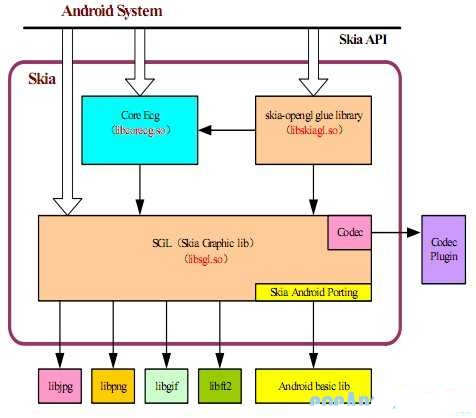 Android System
Skia API
Skia
Core Ecg
（libcorecg.so）
skia-opengl glue library
（libskiagl.so）
Codec
SGL（Skia Graphic lib）
（libsgl.so）
Codec
Plugin
Skia Android Porting
libjpg
libpng
libgif
libft2
Android basic lib